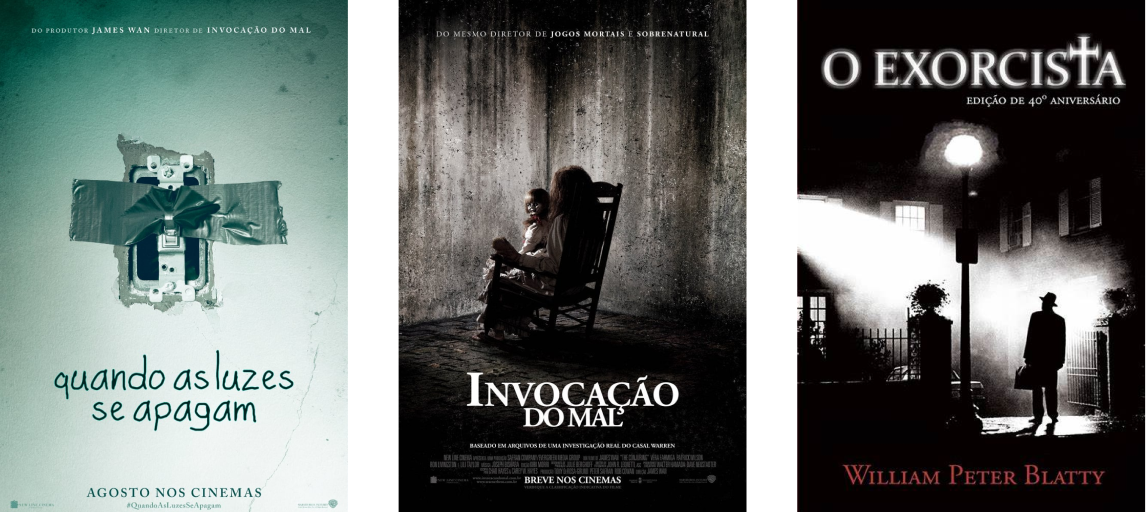 DO PRODUTOR JAMES WAN DIRETOR DE INVOCAÇÃO DO MAL
quando as luzes
se apagam
AGOSTO NOS CINEMAS
#QuandoAsLuzesSeApagam
DO MESMO DIRETOR DE JOGOS MORTAIS E SOBRENATURAL
INVOCAÇÃO
DO MAL
BASEADO EM ARQUIVOS DE UMA INVESTIGAÇÃO REAL DO CASAL WARREN
BREVE NOS CINEMAS
O EXORCISTA
EDIÇÃO DE 40º ANIVERSÁRIO
WILLIAM PETER BLATTY